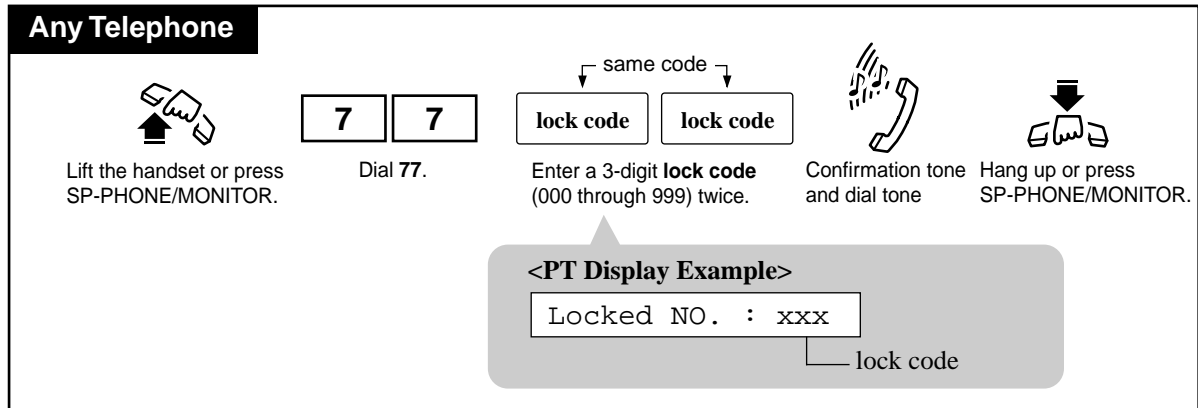 Any Telephone
same code
7 7
lock code lock code
Lift the handset or press
SP-PHONE/MONITOR.
Dial 77.
Enter a 3-digit lock code
(000 through 999) twice.
Confirmation tone
and dial tone
Hang up or press
SP-PHONE/MONITOR.
<PT Display Example>
Locked NO. : xxx
lock code